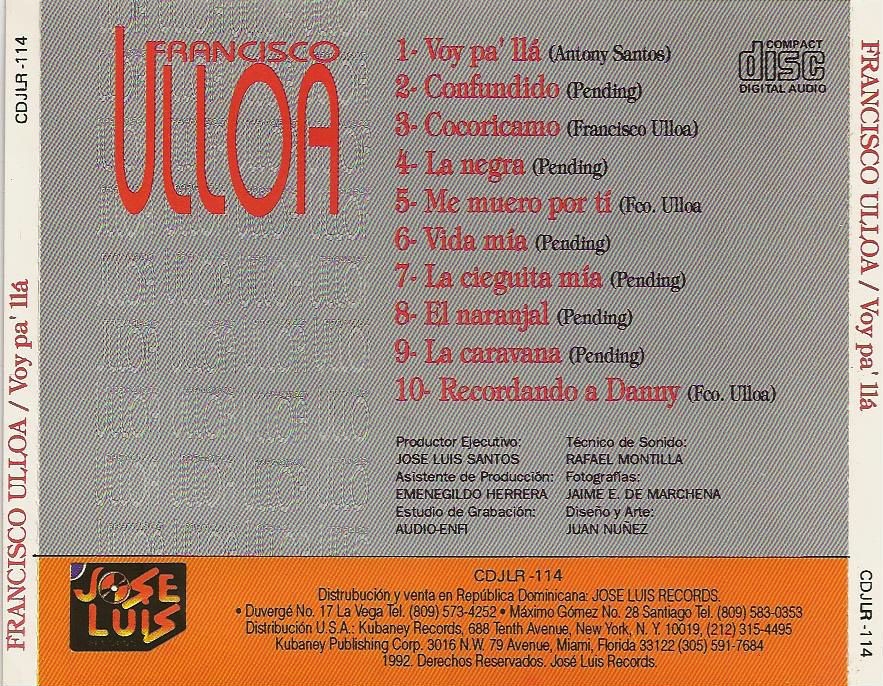 FRANCISCO ULLOA / Voy pa' llá
CDJLR -114
FRANCISCO
ULLOA
1- Voy pa' llá (Antony Santos)
2- Confundido (Pending)
3- Cocoricamo (Francisco Ulloa)
4- La negra (Pending)
5- Me muero por tí (Fco. Ulloa
6- Vida mía (Pending)
7- La cieguita mía (Pending)
8- El naranjal (Pending)
9- La caravana (Pending)
10- Recordando a Danny (Fco. Ulloa)
COMPACT
disc
DIGITAL AUDIO
Productor Ejecutivo:
JOSE LUIS SANTOS
Asistente de Producción:
EMENEGILDO HERRERA
Estudio de Grabación:
AUDIO-ENFI
Técnico de Sonido:
RAFAEL MONTILLA
Fotografías:
JAIME E. DE MARCHENA
Diseño y Arte:
JUAN NUÑEZ
JOSE
LUIS
CDJLR -114
Distrubución y venta en República Dominicana: JOSE LUIS RECORDS.
• Duvergé No. 17 La Vega Tel. (809) 573-4252 • Máximo Gómez No. 28 Santiago Tel. (809) 583-0353
Distribución U.S.A.: Kubaney Records, 688 Tenth Avenue, New York, N. Y. 10019, (212) 315-4495
Kubaney Publishing Corp. 3016 N.W. 79 Avenue, Miami, Florida 33122 (305) 591-7684
1992. Derechos Reservados. José Luis Records.
FRANCISCO ULLOA / Voy pa' llá
CDJLR -114